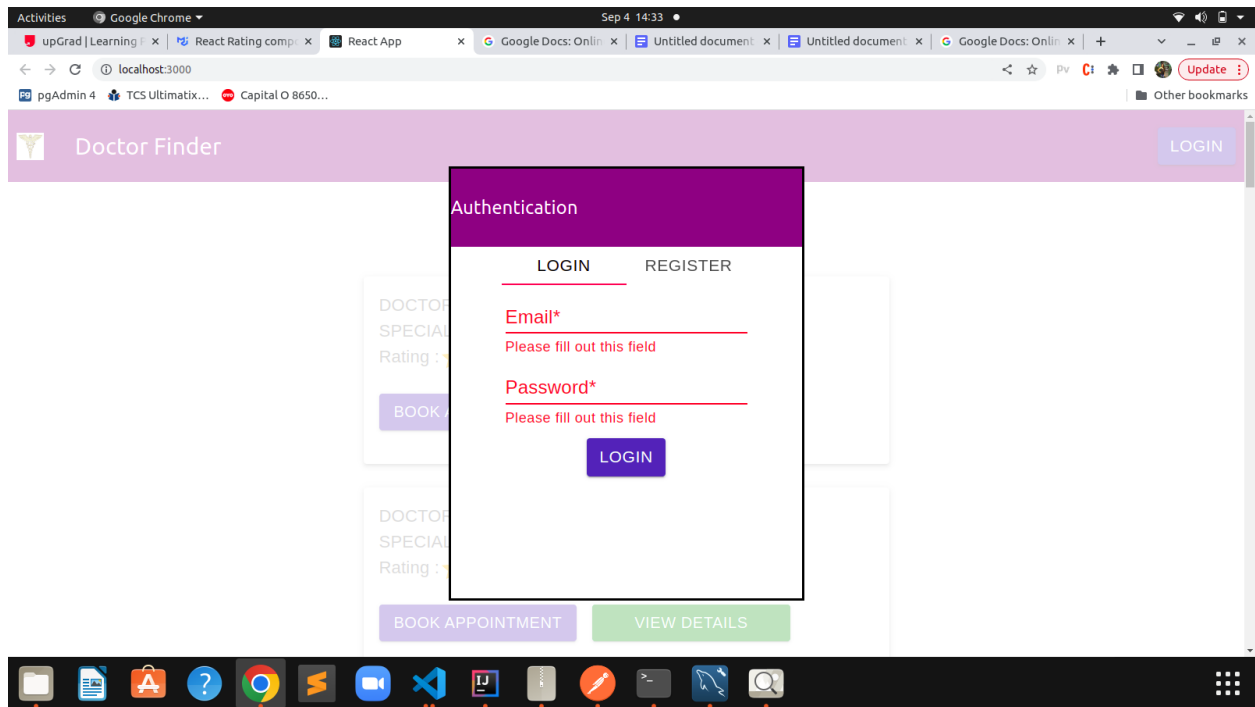 Activities Google Chrome Sep 4 14:33
upGrad | Learning React Rating compo React App Google Docs: Onlin Untitled document Untitled document Google Docs: Onlin
localhost:3000 Pv Update
pgAdmin 4 TCS Ultimatix... Capital O 8650... Other bookmarks
Doctor Finder LOGIN
Authentication
LOGIN REGISTER
Email*
Please fill out this field
Password*
Please fill out this field
LOGIN
DOCTOR
SPECIAL
Rating :
BOOK A
DOCTOR
SPECIAL
Rating :
BOOK APPOINTMENT VIEW DETAILS